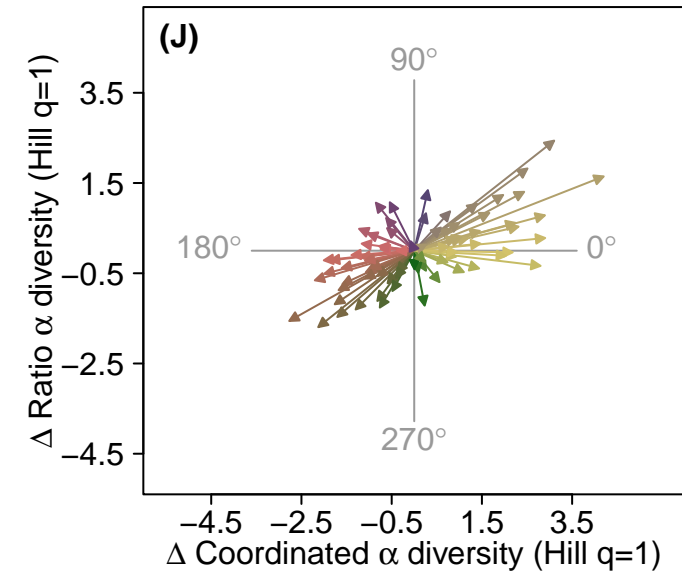 (J)
90°
3.5
1.5
−0.5
−2.5
−4.5
Δ Ratio α diversity (Hill q=1)
180°
0°
270°
−4.5 −2.5 −0.5 1.5 3.5
Δ Coordinated α diversity (Hill q=1)